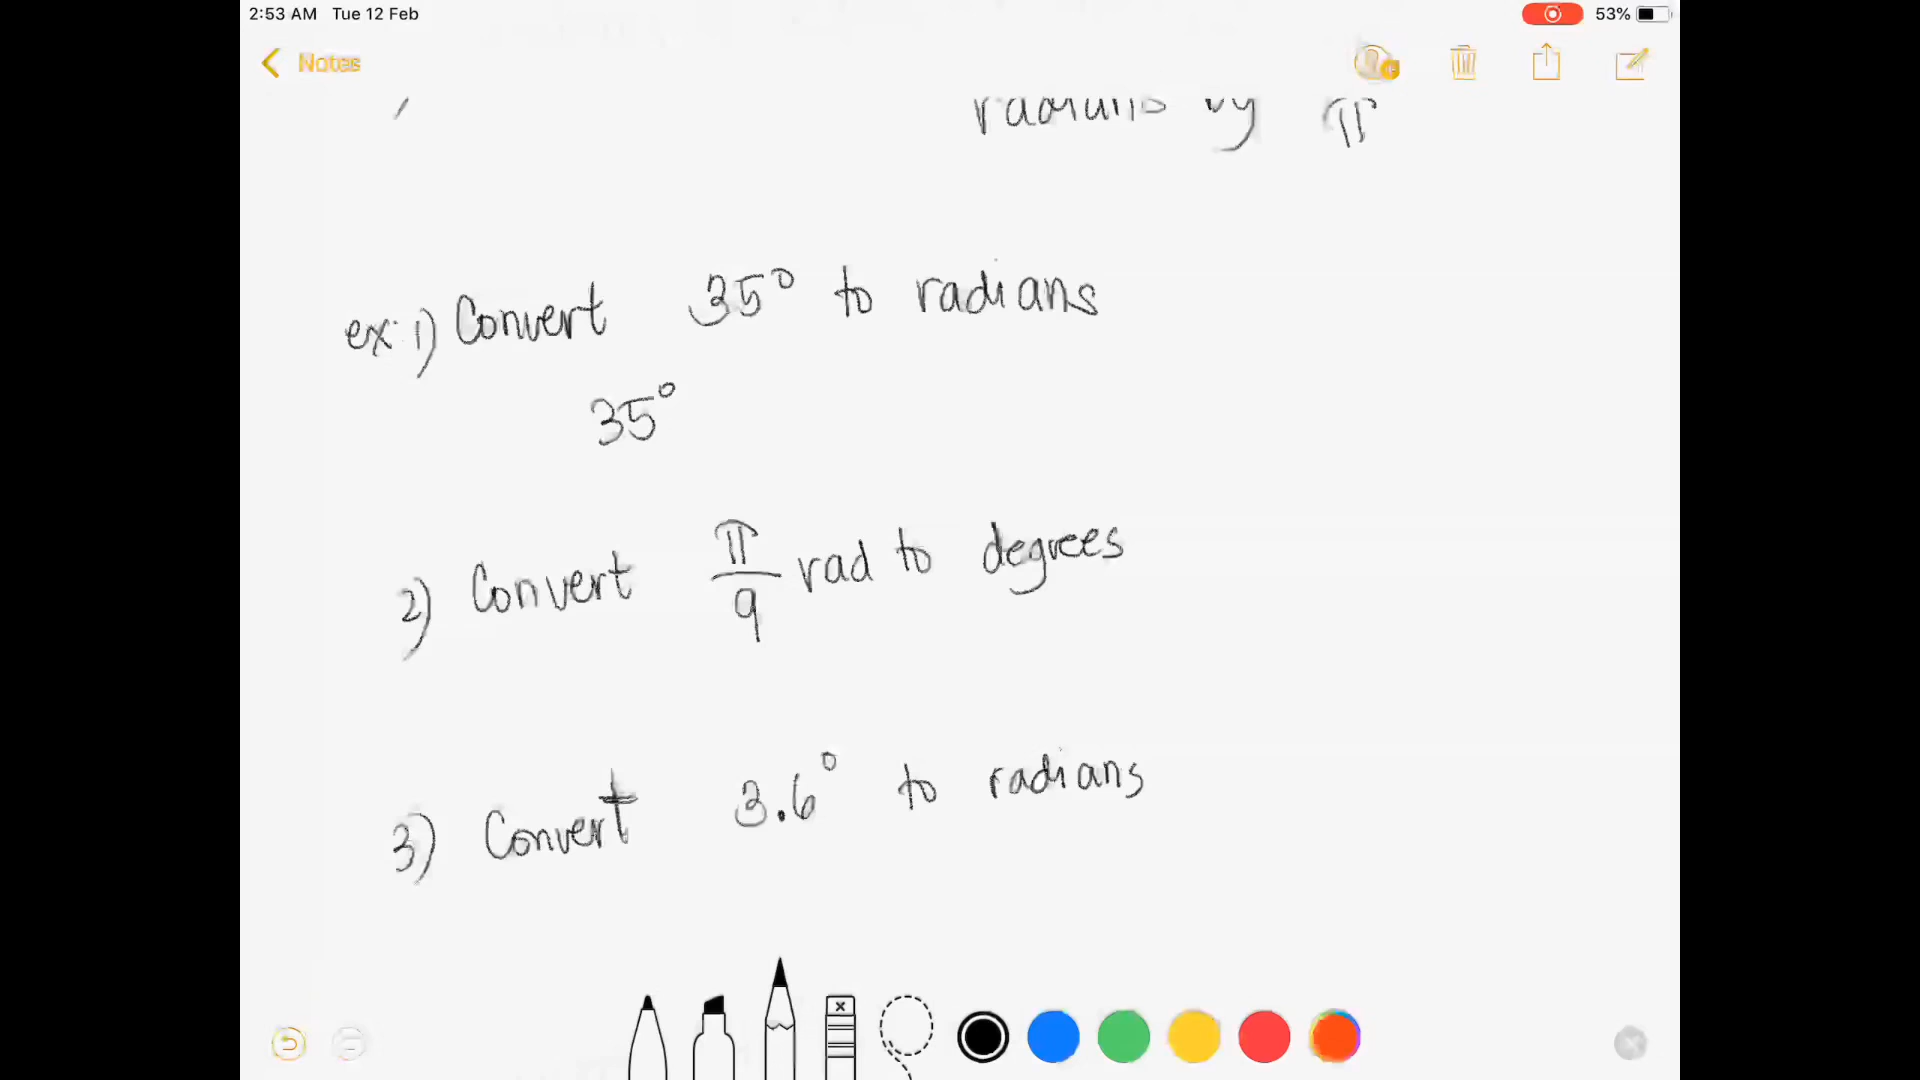 2:53 AM Tue 12 Feb 53%
Notes
radians by π
ex: 1) Convert 35° to radians
35°
2) Convert π/9 rad to degrees
3) Convert 3.6° to radians